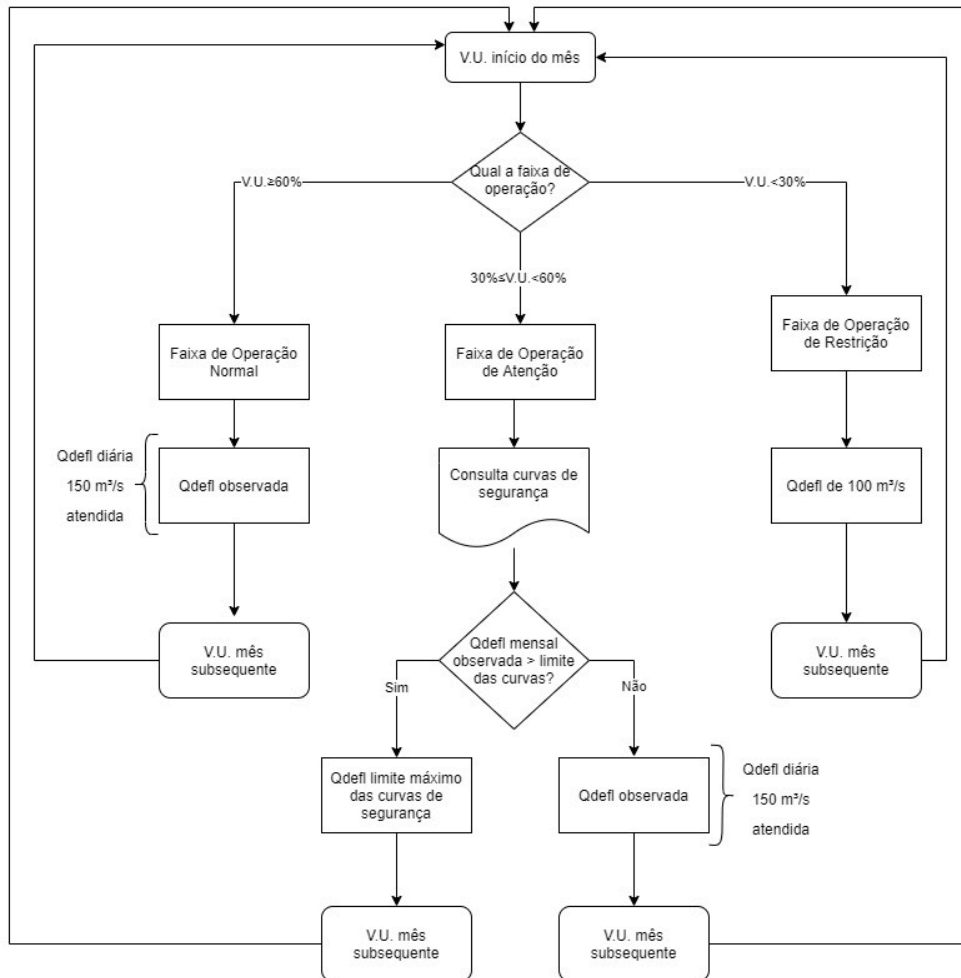 V.U. início do mês
Qual a faixa de
operação?
V.U.≥60%
V.U.<30%
30%≤V.U.<60%
Faixa de Operação
Normal
Faixa de Operação
de Atenção
Faixa de Operação
de Restrição
Qdefl diária
150 m³/s
atendida
Qdefl observada
Consulta curvas de
segurança
Qdefl de 100 m³/s
V.U. mês
subsequente
Qdefl mensal
observada > limite
das curvas?
V.U. mês
subsequente
Sim
Não
Qdefl limite máximo
das curvas de
segurança
Qdefl observada
Qdefl diária
150 m³/s
atendida
V.U. mês
subsequente
V.U. mês
subsequente